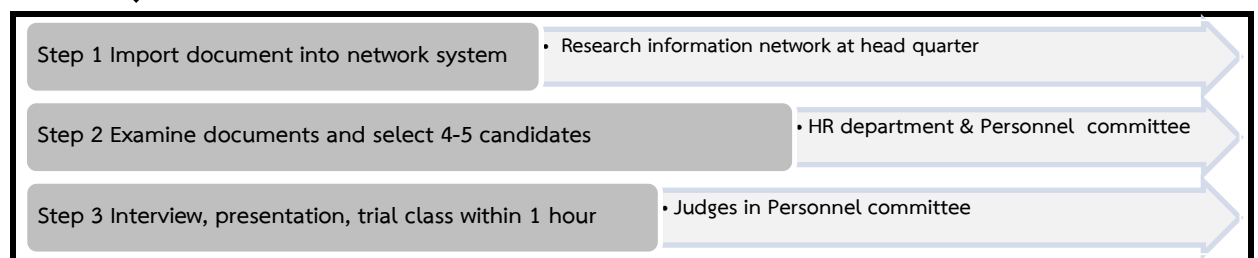 Step 1 Import document into network system
• Research information network at head quarter
Step 2 Examine documents and select 4-5 candidates
• HR department & Personnel committee
Step 3 Interview, presentation, trial class within 1 hour
• Judges in Personnel committee